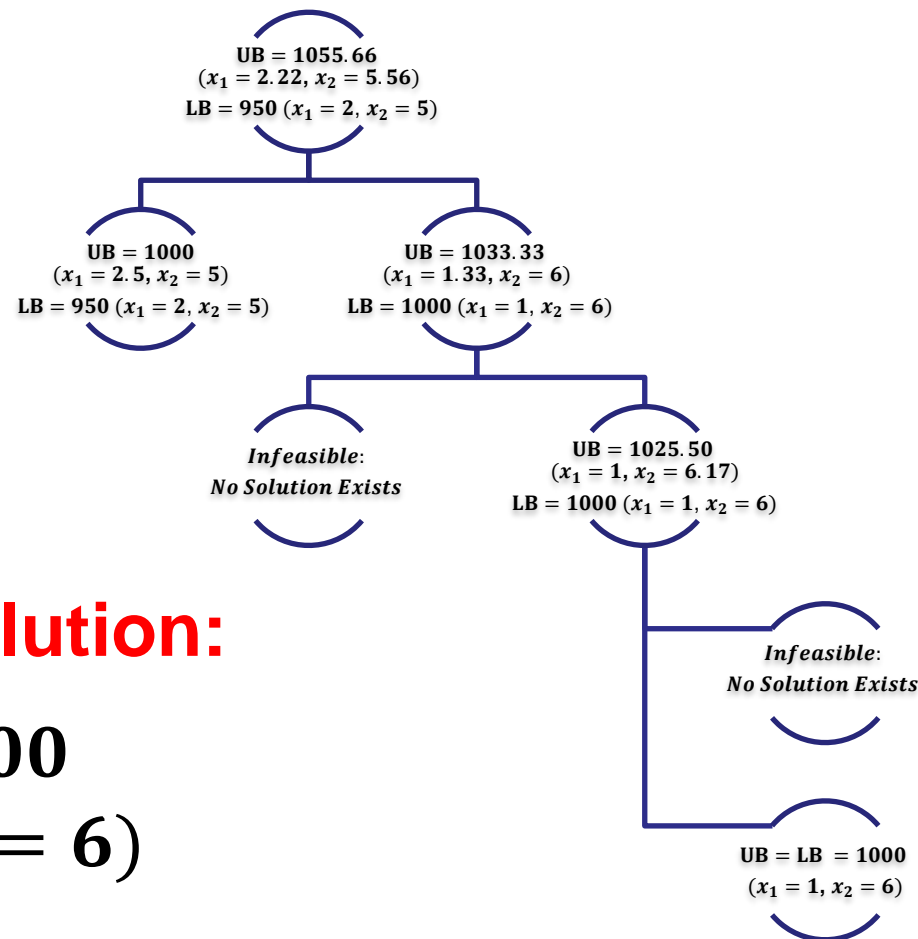 UB = 1055.66
(x₁ = 2.22, x₂ = 5.56)
LB = 950 (x₁ = 2, x₂ = 5)
UB = 1000
(x₁ = 2.5, x₂ = 5)
LB = 950 (x₁ = 2, x₂ = 5)
UB = 1033.33
(x₁ = 1.33, x₂ = 6)
LB = 1000 (x₁ = 1, x₂ = 6)
Infeasible:
No Solution Exists
UB = 1025.50
(x₁ = 1, x₂ = 6.17)
LB = 1000 (x₁ = 1, x₂ = 6)
lution:
00
= 6)
Infeasible:
No Solution Exists
UB = LB = 1000
(x₁ = 1, x₂ = 6)